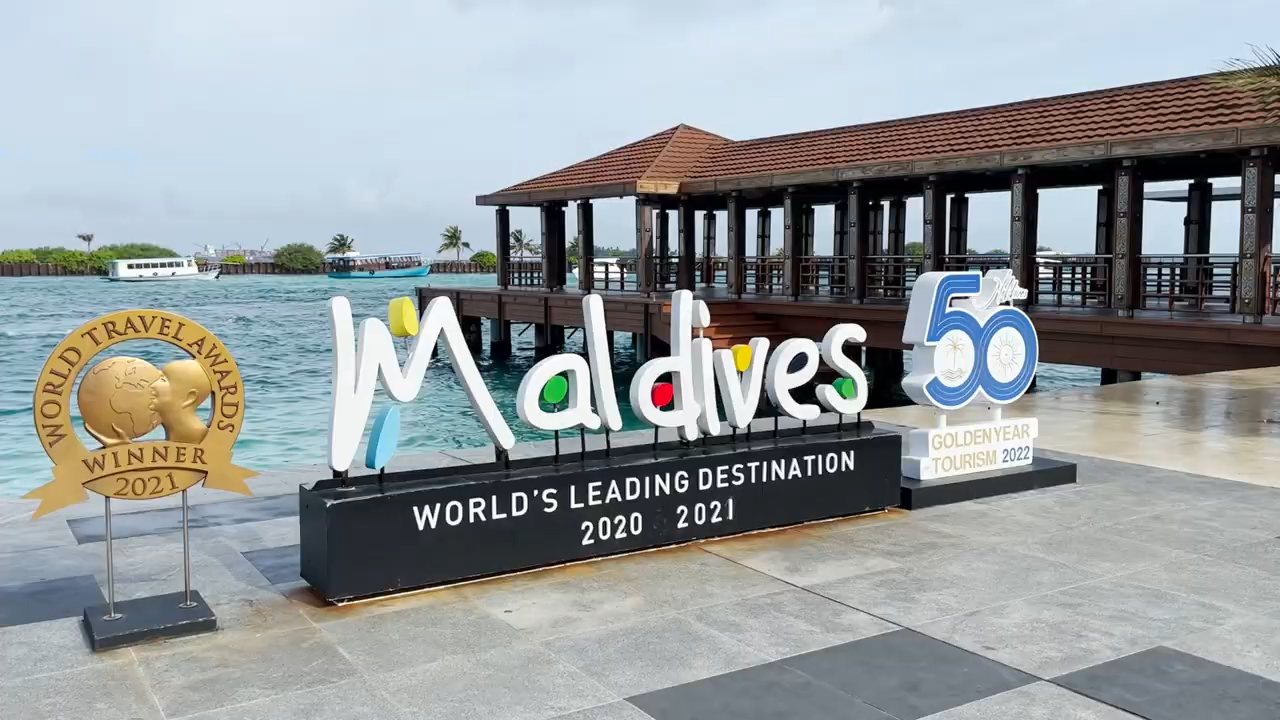 WORLD TRAVEL AWARDS
WINNER
2021
Maldives
WORLD'S LEADING DESTINATION
2020 & 2021
50
GOLDEN YEAR
TOURISM 2022